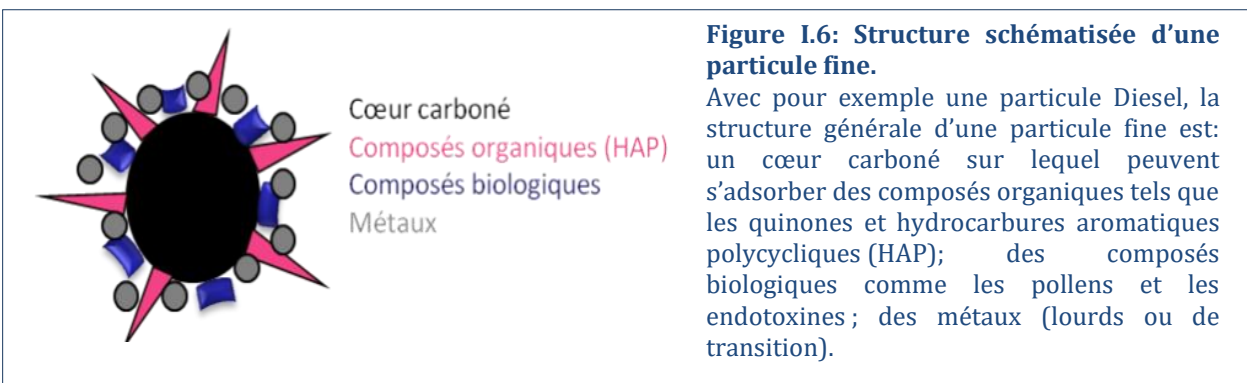 Cœur carboné
Composés organiques (HAP)
Composés biologiques
Métaux
Figure I.6: Structure schématisée d’une
particule fine.
Avec pour exemple une particule Diesel, la
structure générale d’une particule fine est:
un cœur carboné sur lequel peuvent
s’adsorber des composés organiques tels que
les quinones et hydrocarbures aromatiques
polycycliques (HAP); des composés
biologiques comme les pollens et les
endotoxines ; des métaux (lourds ou de
transition).